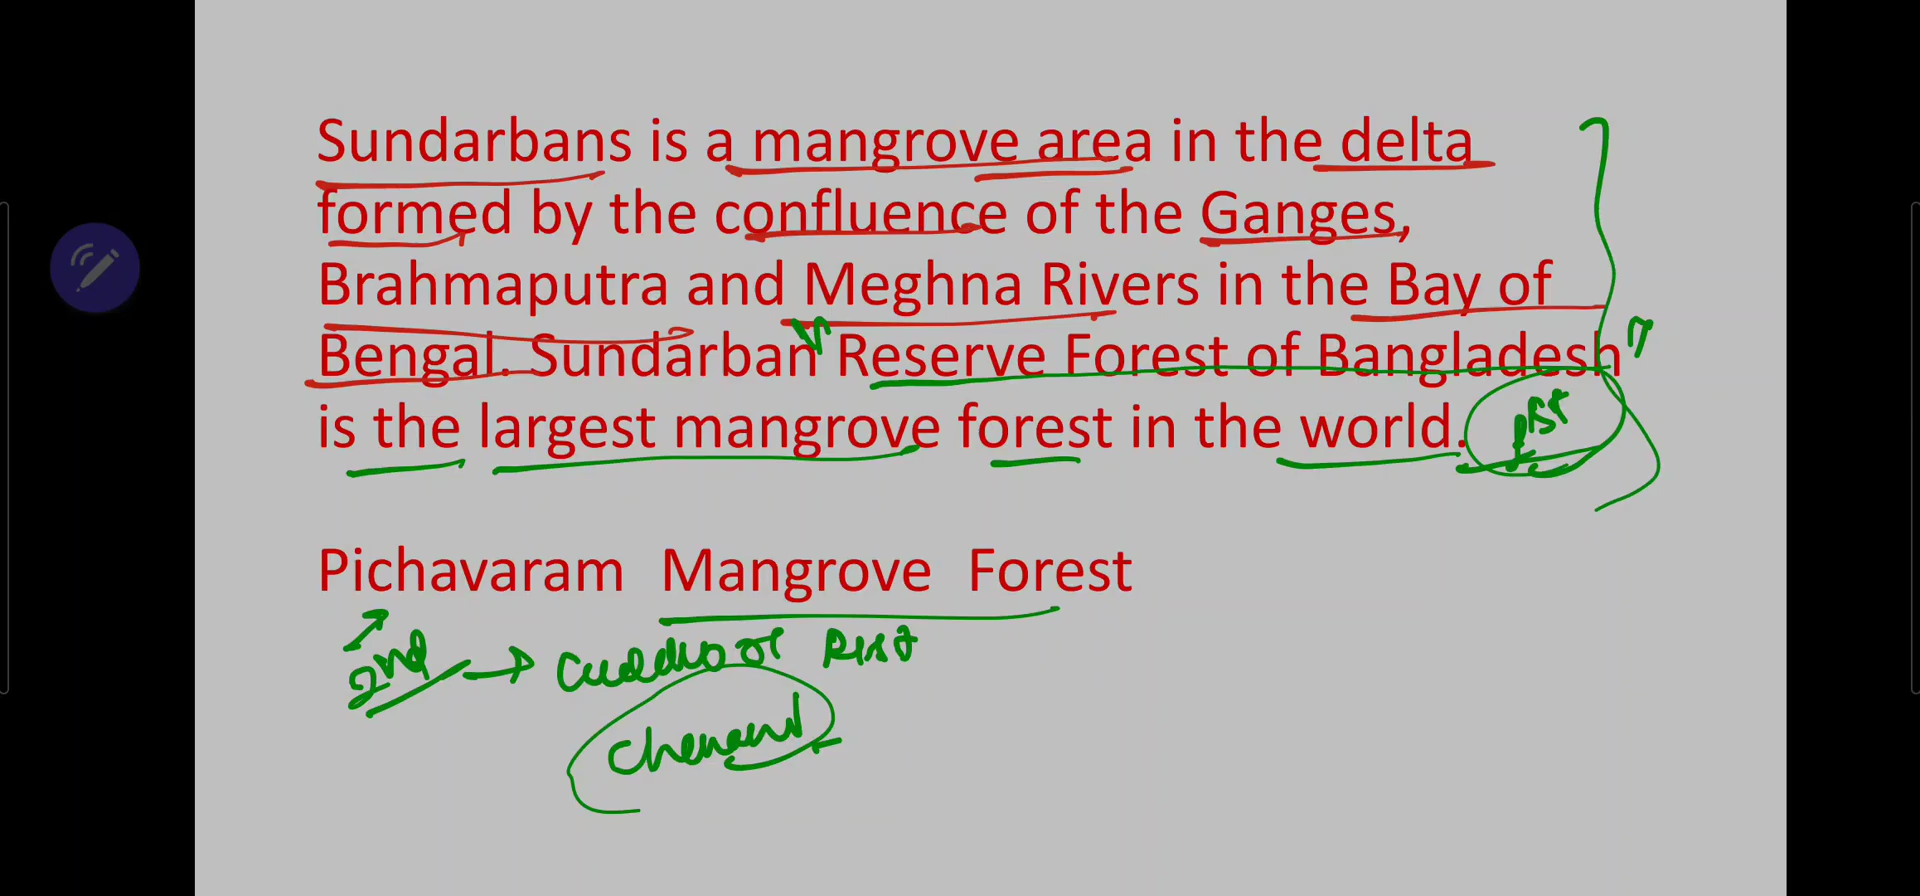 Sundarbans is a mangrove area in the delta
formed by the confluence of the Ganges,
Brahmaputra and Meghna Rivers in the Bay of
Bengal. Sundarban Reserve Forest of Bangladesh
is the largest mangrove forest in the world.
Pichavaram Mangrove Forest
2nd